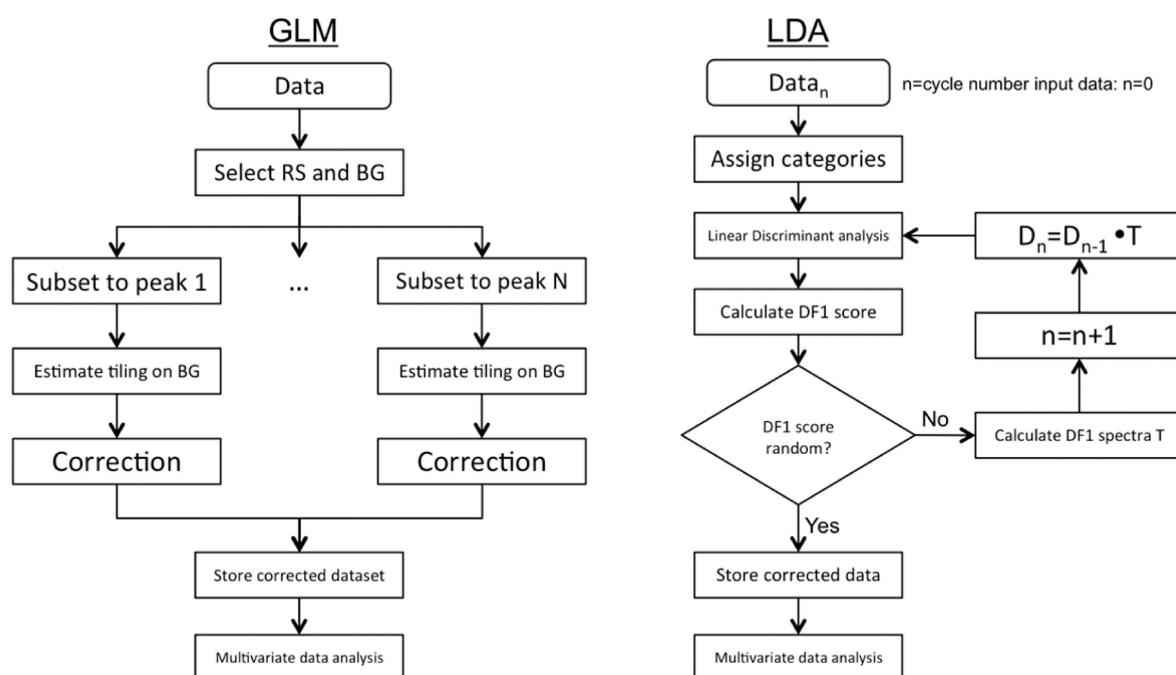 GLM
Data
Select RS and BG
Subset to peak 1
...
Subset to peak N
Estimate tiling on BG
Estimate tiling on BG
Correction
Correction
Store corrected dataset
Multivariate data analysis
LDA
Data_n
n=cycle number input data: n=0
Assign categories
Linear Discriminant analysis
D_n=D_{n-1} •T
Calculate DF1 score
n=n+1
DF1 score
random?
No
Calculate DF1 spectra T
Yes
Store corrected data
Multivariate data analysis